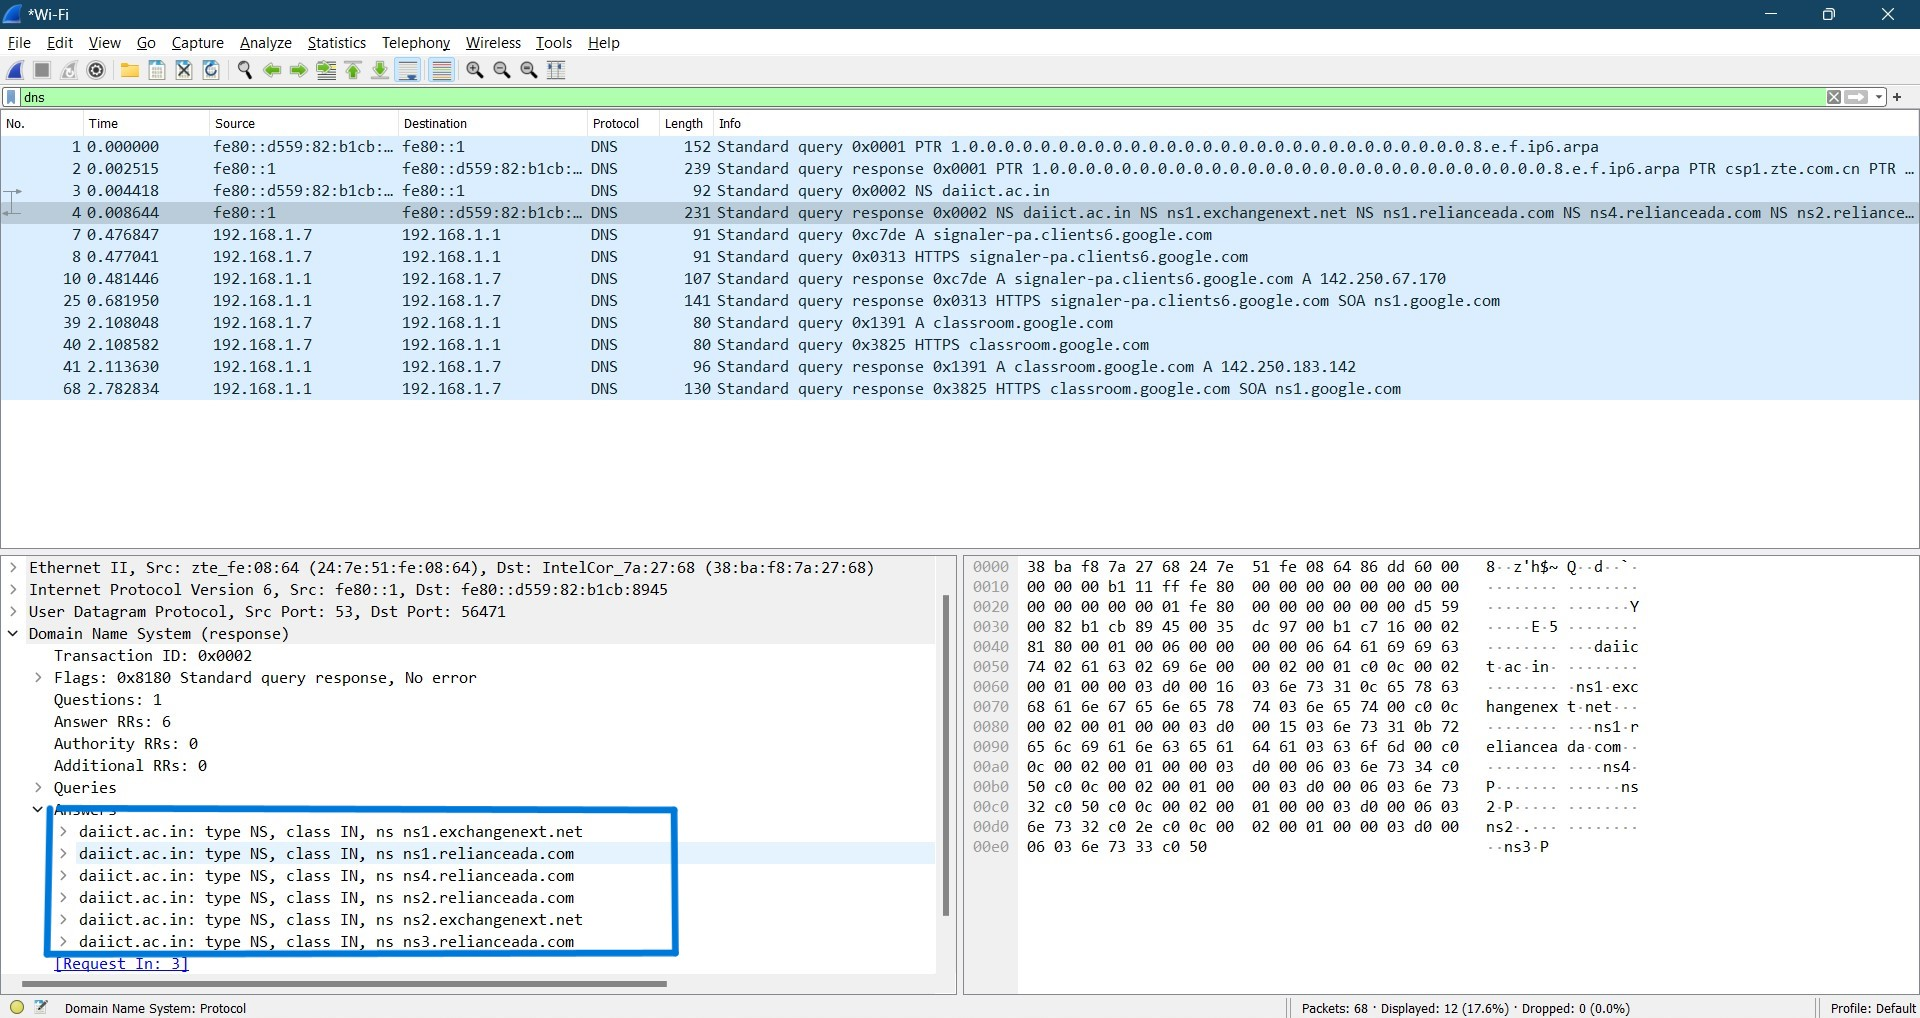 *Wi-Fi
File Edit View Go Capture Analyze Statistics Telephony Wireless Tools Help
dns
No. Time Source Destination Protocol Length Info
1 0.000000 fe80::d559:82:b1cb:… fe80::1 DNS 152 Standard query 0x0001 PTR 1.0.0.0.0.0.0.0.0.0.0.0.0.0.0.0.0.0.0.0.0.0.0.0.0.0.0.0.0.8.e.f.ip6.arpa
2 0.002515 fe80::1 fe80::d559:82:b1cb:… DNS 239 Standard query response 0x0001 PTR 1.0.0.0.0.0.0.0.0.0.0.0.0.0.0.0.0.0.0.0.0.0.0.0.0.0.0.0.0.8.e.f.ip6.arpa PTR csp1.zte.com.cn PTR …
3 0.004418 fe80::d559:82:b1cb:… fe80::1 DNS 92 Standard query 0x0002 NS daiict.ac.in
4 0.008644 fe80::1 fe80::d559:82:b1cb:… DNS 231 Standard query response 0x0002 NS daiict.ac.in NS ns1.exchangenext.net NS ns1.relianceada.com NS ns4.relianceada.com NS ns2.reliance…
7 0.476847 192.168.1.7 192.168.1.1 DNS 91 Standard query 0xc7de A signaler-pa.clients6.google.com
8 0.477041 192.168.1.7 192.168.1.1 DNS 91 Standard query 0x0313 HTTPS signaler-pa.clients6.google.com
10 0.481446 192.168.1.1 192.168.1.7 DNS 107 Standard query response 0xc7de A signaler-pa.clients6.google.com A 142.250.67.170
25 0.681950 192.168.1.1 192.168.1.7 DNS 141 Standard query response 0x0313 HTTPS signaler-pa.clients6.google.com SOA ns1.google.com
39 2.108048 192.168.1.7 192.168.1.1 DNS 80 Standard query 0x1391 A classroom.google.com
40 2.108582 192.168.1.7 192.168.1.1 DNS 80 Standard query 0x3825 HTTPS classroom.google.com
41 2.113630 192.168.1.1 192.168.1.7 DNS 96 Standard query response 0x1391 A classroom.google.com A 142.250.183.142
68 2.782834 192.168.1.1 192.168.1.7 DNS 130 Standard query response 0x3825 HTTPS classroom.google.com SOA ns1.google.com
Ethernet II, Src: zte_fe:08:64 (24:7e:51:fe:08:64), Dst: IntelCor_7a:27:68 (38:ba:f8:7a:27:68)
Internet Protocol Version 6, Src: fe80::1, Dst: fe80::d559:82:b1cb:8945
User Datagram Protocol, Src Port: 53, Dst Port: 56471
Domain Name System (response)
Transaction ID: 0x0002
Flags: 0x8180 Standard query response, No error
Questions: 1
Answer RRs: 6
Authority RRs: 0
Additional RRs: 0
Queries
Answers
daiict.ac.in: type NS, class IN, ns ns1.exchangenext.net
daiict.ac.in: type NS, class IN, ns ns1.relianceada.com
daiict.ac.in: type NS, class IN, ns ns4.relianceada.com
daiict.ac.in: type NS, class IN, ns ns2.relianceada.com
daiict.ac.in: type NS, class IN, ns ns2.exchangenext.net
daiict.ac.in: type NS, class IN, ns ns3.relianceada.com
[Request In: 3]
0000 38 ba f8 7a 27 68 24 7e 51 fe 08 64 86 dd 60 00 8··z'h$~ Q··d··`·
0010 00 00 00 b1 11 ff fe 80 00 00 00 00 00 00 00 00 ········ ········
0020 00 00 00 00 00 01 fe 80 00 00 00 00 00 00 d5 59 ········ ·······Y
0030 00 82 b1 cb 89 45 00 35 dc 97 00 b1 c7 16 00 02 ·····E·5 ········
0040 81 80 00 01 00 06 00 00 00 00 06 64 61 69 69 63 ········ ···daiic
0050 74 02 61 63 02 69 6e 00 00 02 00 01 c0 0c 00 02 t·ac·in· ········
0060 00 01 00 00 03 d0 00 16 03 6e 73 31 0c 65 78 63 ········ ·ns1·exc
0070 68 61 6e 67 65 6e 65 78 74 03 6e 65 74 00 c0 0c hangenex t·net···
0080 00 02 00 01 00 00 03 d0 00 15 03 6e 73 31 0b 72 ········ ···ns1·r
0090 65 6c 69 61 6e 63 65 61 64 61 03 63 6f 6d 00 c0 eliancea da·com··
00a0 0c 00 02 00 01 00 00 03 d0 00 06 03 6e 73 34 c0 ········ ····ns4·
00b0 50 c0 0c 00 02 00 01 00 00 03 d0 00 06 03 6e 73 P······· ······ns
00c0 32 c0 50 c0 0c 00 02 00 01 00 00 03 d0 00 06 03 2·P····· ········
00d0 6e 73 32 c0 2e c0 0c 00 02 00 01 00 00 03 d0 00 ns2·.··· ········
00e0 06 03 6e 73 33 c0 50 ··ns3·P
Domain Name System: Protocol
Packets: 68 · Displayed: 12 (17.6%) · Dropped: 0 (0.0%)
Profile: Default